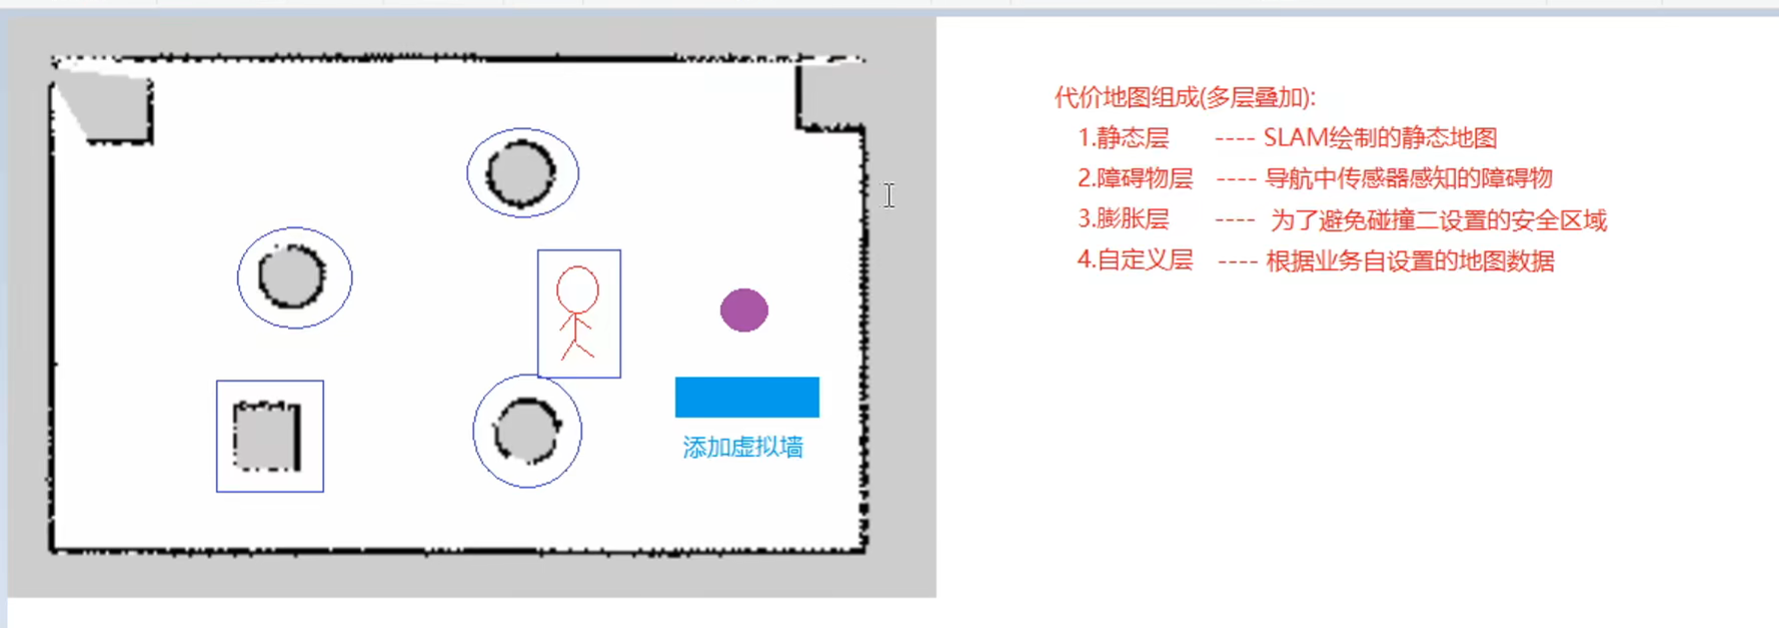 代价地图组成(多层叠加):
1.静态层 ---- SLAM绘制的静态地图
2.障碍物层 ---- 导航中传感器感知的障碍物
3.膨胀层 ---- 为了避免碰撞二设置的安全区域
4.自定义层 ---- 根据业务自设置的地图数据
添加虚拟墙